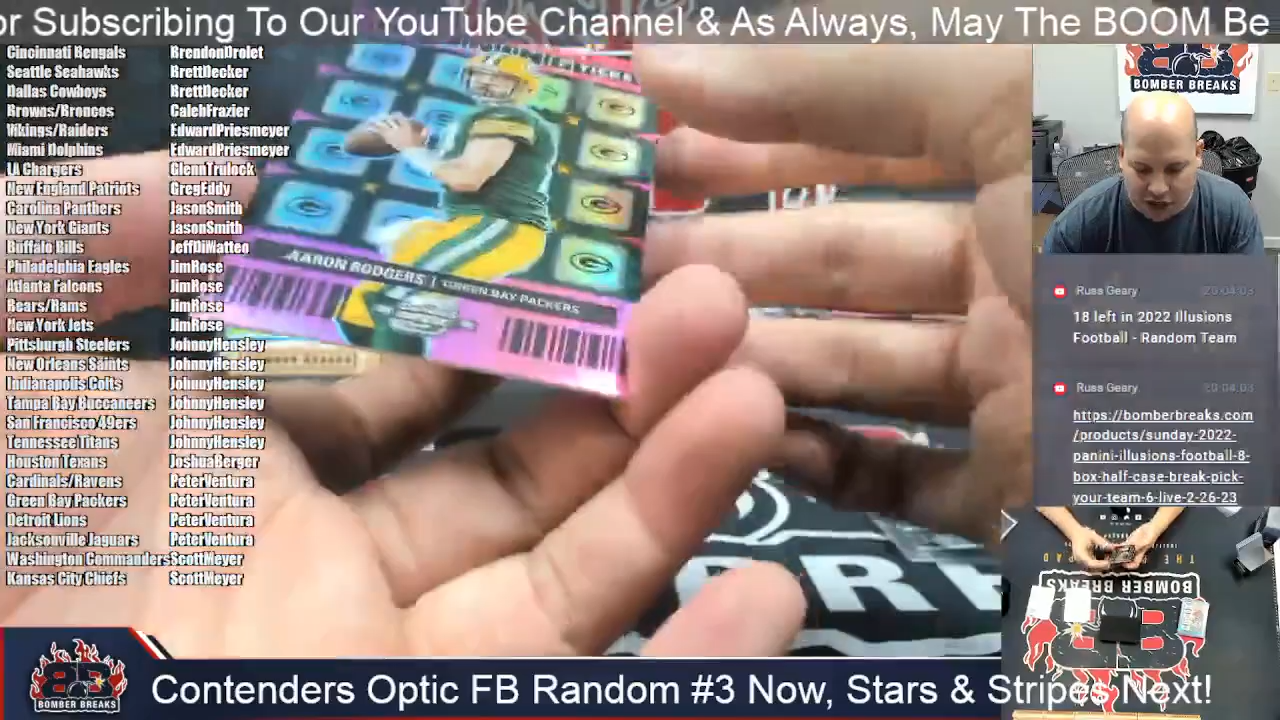 or Subscribing To Our YouTube Channel & As Always, May The BOOM Be
Cincinnati Bengals BrendonDrolet
Seattle Seahawks BrettDecker
Dallas Cowboys BrettDecker
Browns/Broncos CalebFrazier
Vikings/Raiders EdwardPriesmeyer
Miami Dolphins EdwardPriesmeyer
LA Chargers GlennTrulock
New England Patriots GregEddy
Carolina Panthers JasonSmith
New York Giants JasonSmith
Buffalo Bills JeffDiMatteo
Philadelphia Eagles JimRose
Atlanta Falcons JimRose
Bears/Rams JimRose
New York Jets JimRose
Pittsburgh Steelers JohnnyHensley
New Orleans Saints JohnnyHensley
Indianapolis Colts JohnnyHensley
Tampa Bay Buccaneers JohnnyHensley
San Francisco 49ers JohnnyHensley
Tennessee Titans JohnnyHensley
Houston Texans JoshuaBerger
Cardinals/Ravens PeterVentura
Green Bay Packers PeterVentura
Detroit Lions PeterVentura
Jacksonville Jaguars PeterVentura
Washington Commanders ScottMeyer
Kansas City Chiefs ScottMeyer
AARON RODGERS | GREEN BAY PACKERS
BOMBER BREAKS
Russ Geary 20:04:03
18 left in 2022 Illusions
Football - Random Team
Russ Geary 20:04:03
https://bomberbreaks.com
/products/sunday-2022-
panini-illusions-football-8-
box-half-case-break-pick-
your-team-6-live-2-26-23
BOMBER BREAKS
BOMBER BREAKS
Contenders Optic FB Random #3 Now, Stars & Stripes Next!